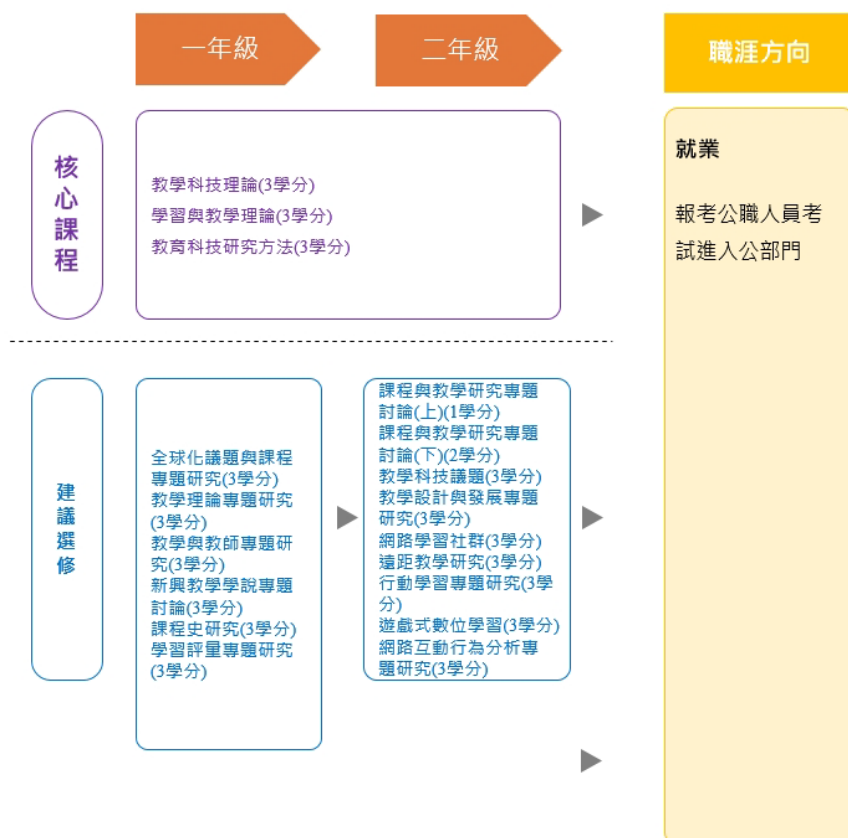 一年級
二年級
職涯方向
核心課程
教學科技理論(3學分)
學習與教學理論(3學分)
教育科技研究方法(3學分)
就業
報考公職人員考
試進入公部門
建議選修
全球化議題與課程
專題研究(3學分)
教學理論專題研究
(3學分)
教學與教師專題研
究(3學分)
新興教學學說專題
討論(3學分)
課程史研究(3學分)
學習評量專題研究
(3學分)
課程與教學研究專題
討論(上)(1學分)
課程與教學研究專題
討論(下)(2學分)
教學科技議題(3學分)
教學設計與發展專題
研究(3學分)
網路學習社群(3學分)
遠距教學研究(3學分)
行動學習專題研究(3學
分)
遊戲式數位學習(3學分)
網路互動行為分析專
題研究(3學分)